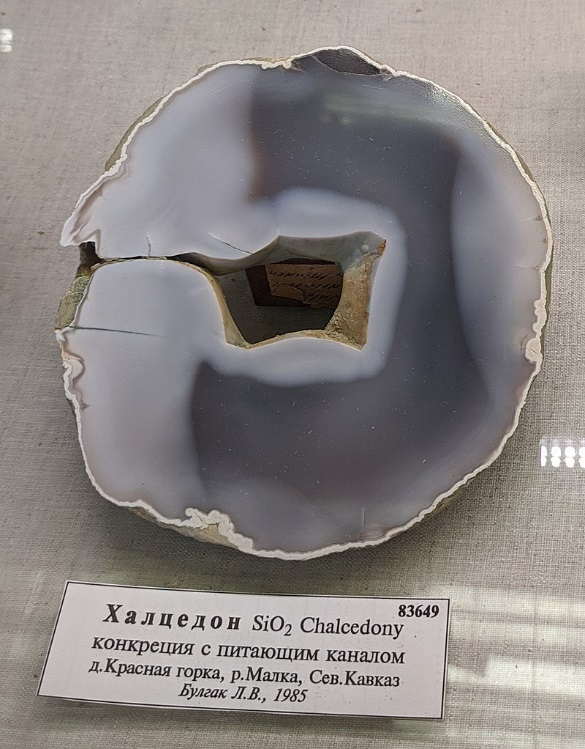 83649
Халцедон SiO₂ Chalcedony
конкреция с питающим каналом
д.Красная горка, р.Малка, Сев.Кавказ
Булгак Л.В., 1985